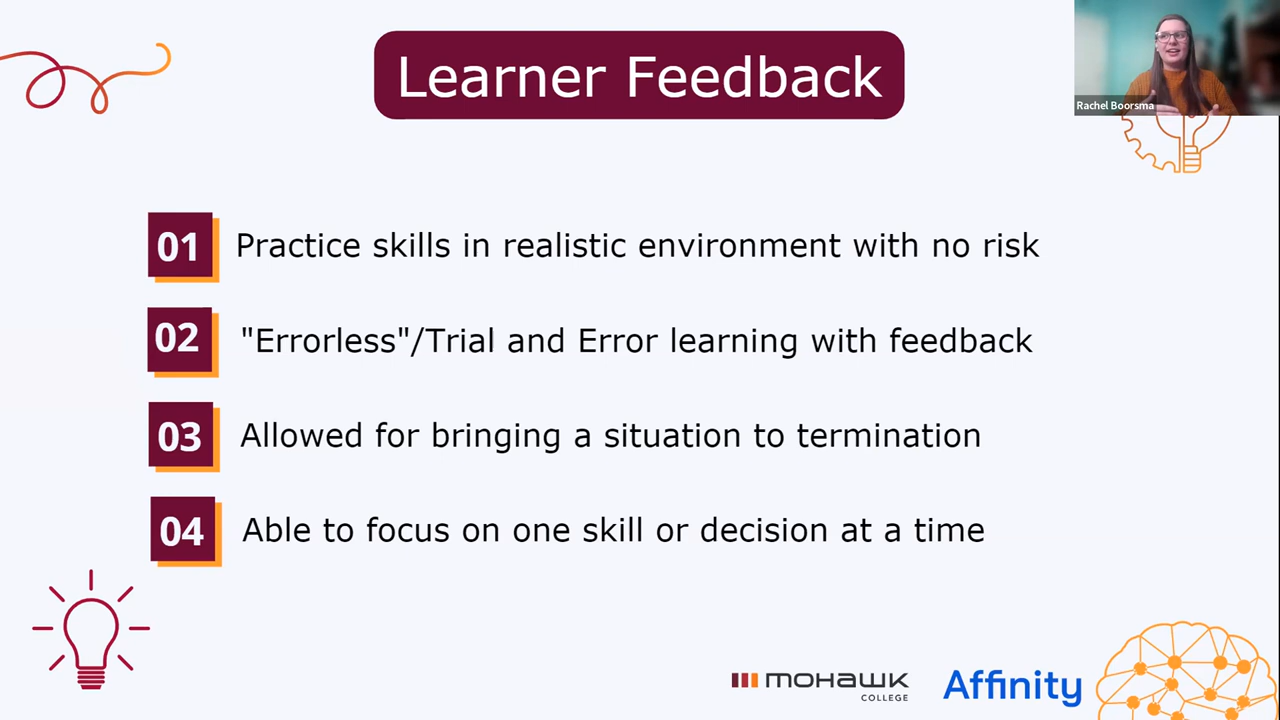 Learner Feedback
Rachel Boorsma
01 Practice skills in realistic environment with no risk
02 "Errorless"/Trial and Error learning with feedback
03 Allowed for bringing a situation to termination
04 Able to focus on one skill or decision at a time
mohawk
COLLEGE
Affinity